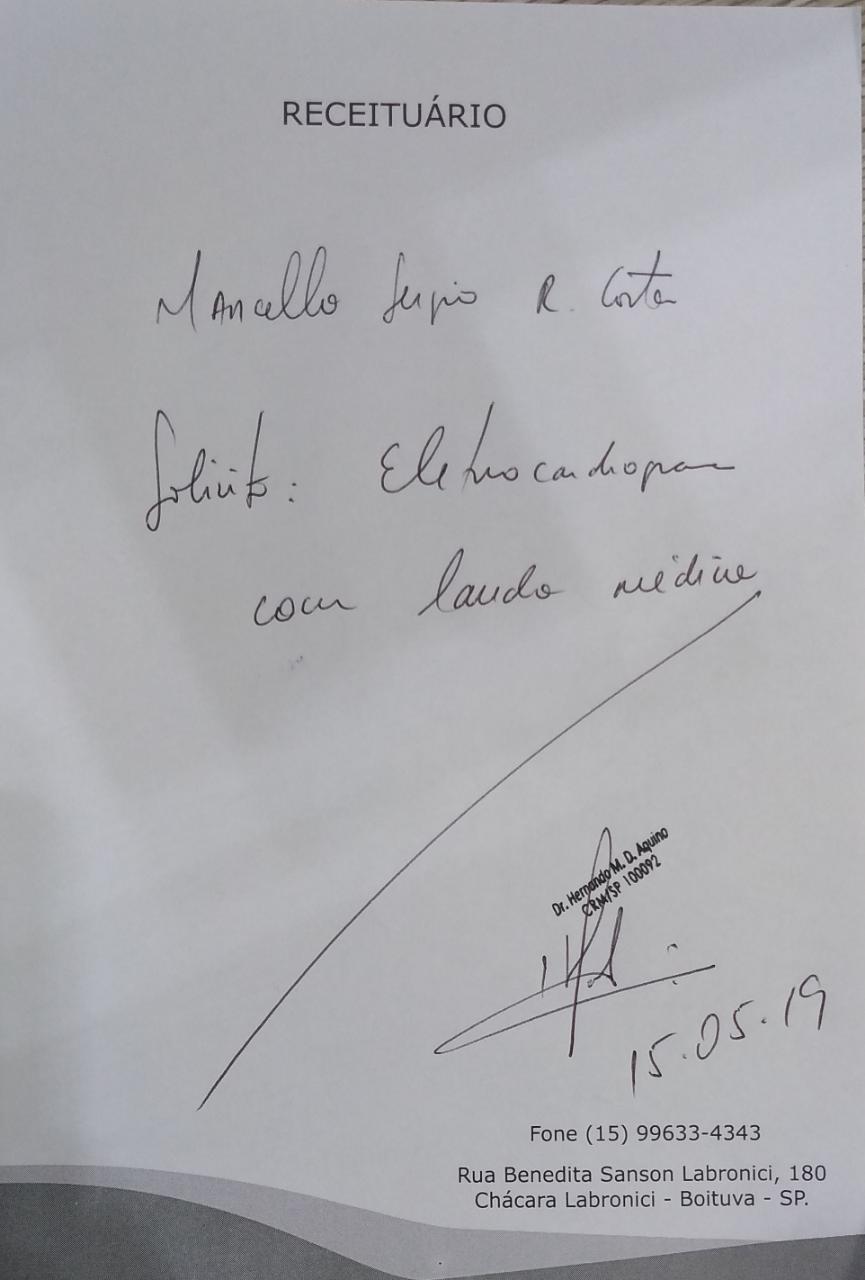 RECEITUÁRIO
Marcello Sergio R. Costa
Solicito: Eletrocardiograma
com laudo médico
Dr. Hernando M. D. Aquino
CRM/SP 100092
15.05.19
Fone (15) 99633-4343
Rua Benedita Sanson Labronici, 180
Chácara Labronici - Boituva - SP.